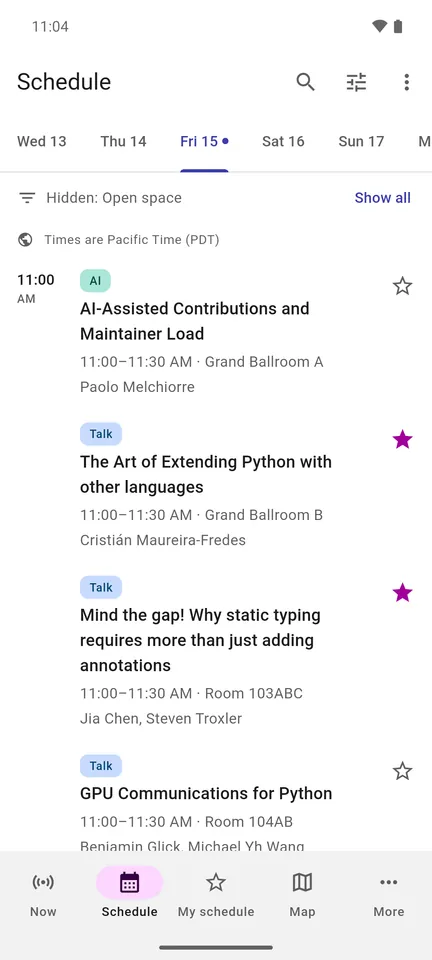 11:04
Schedule
Wed 13 Thu 14 Fri 15 Sat 16 Sun 17 M
Hidden: Open space Show all
Times are Pacific Time (PDT)
11:00
AM
AI
AI-Assisted Contributions and
Maintainer Load
11:00–11:30 AM · Grand Ballroom A
Paolo Melchiorre
Talk
The Art of Extending Python with
other languages
11:00–11:30 AM · Grand Ballroom B
Cristián Maureira-Fredes
Talk
Mind the gap! Why static typing
requires more than just adding
annotations
11:00–11:30 AM · Room 103ABC
Jia Chen, Steven Troxler
Talk
GPU Communications for Python
11:00–11:30 AM · Room 104AB
Benjamin Glick, Michael Yh Wang
Now Schedule My schedule Map More